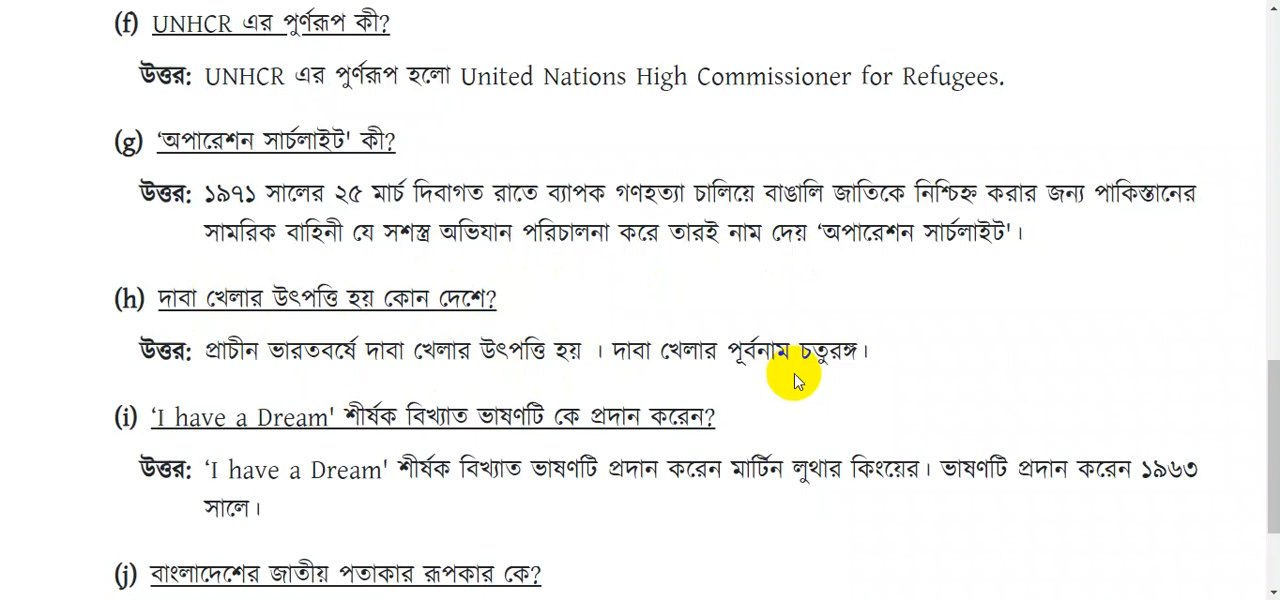 (f) UNHCR এর পুর্ণরূপ কী?
উত্তর: UNHCR এর পুর্ণরূপ হলো United Nations High Commissioner for Refugees.
(g) ‘অপারেশন সার্চলাইট' কী?
উত্তর: ১৯৭১ সালের ২৫ মার্চ দিবাগত রাতে ব্যাপক গণহত্যা চালিয়ে বাঙালি জাতিকে নিশ্চিহ্ন করার জন্য পাকিস্তানের
সামরিক বাহিনী যে সশস্ত্র অভিযান পরিচালনা করে তারই নাম দেয় ‘অপারেশন সার্চলাইট'।
(h) দাবা খেলার উৎপত্তি হয় কোন দেশে?
উত্তর: প্রাচীন ভারতবর্ষে দাবা খেলার উৎপত্তি হয় । দাবা খেলার পূর্বনাম চতুরঙ্গ।
(i) ‘I have a Dream' শীর্ষক বিখ্যাত ভাষণটি কে প্রদান করেন?
উত্তর: ‘I have a Dream' শীর্ষক বিখ্যাত ভাষণটি প্রদান করেন মার্টিন লুথার কিংয়ের। ভাষণটি প্রদান করেন ১৯৬৩
সালে।
(j) বাংলাদেশের জাতীয় পতাকার রূপকার কে?